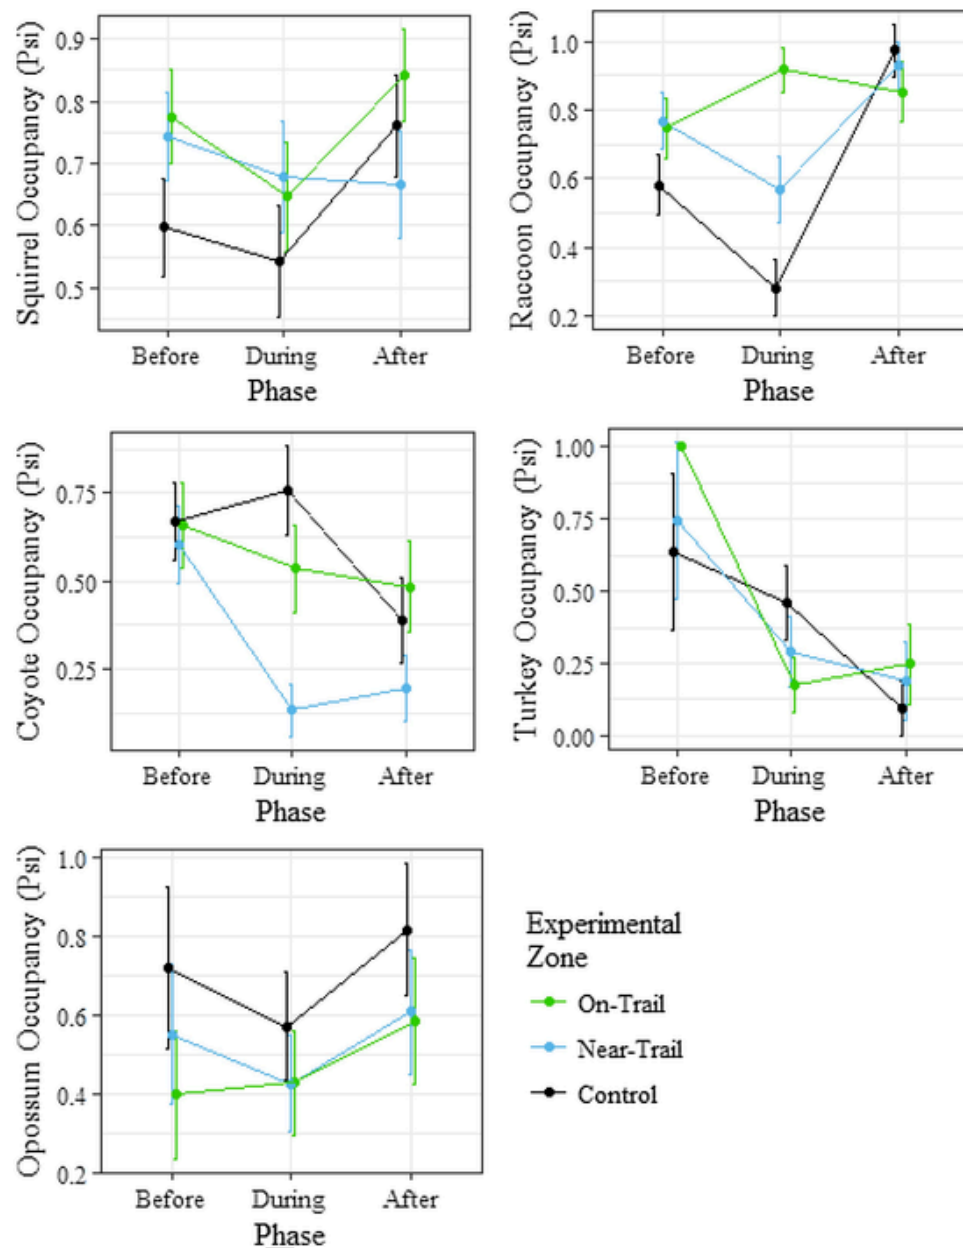 Squirrel Occupancy (Psi)
0.9
0.8
0.7
0.6
0.5
Before During After
Phase
Raccoon Occupancy (Psi)
1.0
0.8
0.6
0.4
0.2
Before During After
Phase
Coyote Occupancy (Psi)
0.75
0.50
0.25
Before During After
Phase
Turkey Occupancy (Psi)
1.00
0.75
0.50
0.25
0.00
Before During After
Phase
Opossum Occupancy (Psi)
1.0
0.8
0.6
0.4
0.2
Before During After
Phase
Experimental
Zone
On-Trail
Near-Trail
Control